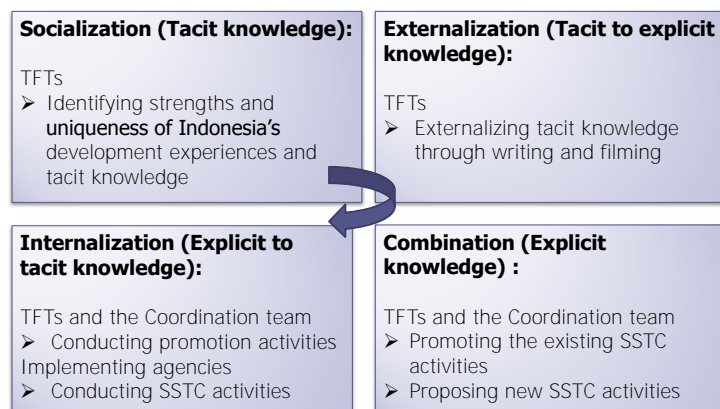 Socialization (Tacit knowledge):
TFTs
➢ Identifying strengths and
uniqueness of Indonesia's
development experiences and
tacit knowledge
Externalization (Tacit to explicit
knowledge):
TFTs
➢ Externalizing tacit knowledge
through writing and filming
Internalization (Explicit to
tacit knowledge):
TFTs and the Coordination team
➢ Conducting promotion activities
Implementing agencies
➢ Conducting SSTC activities
Combination (Explicit
knowledge) :
TFTs and the Coordination team
➢ Promoting the existing SSTC
activities
➢ Proposing new SSTC activities